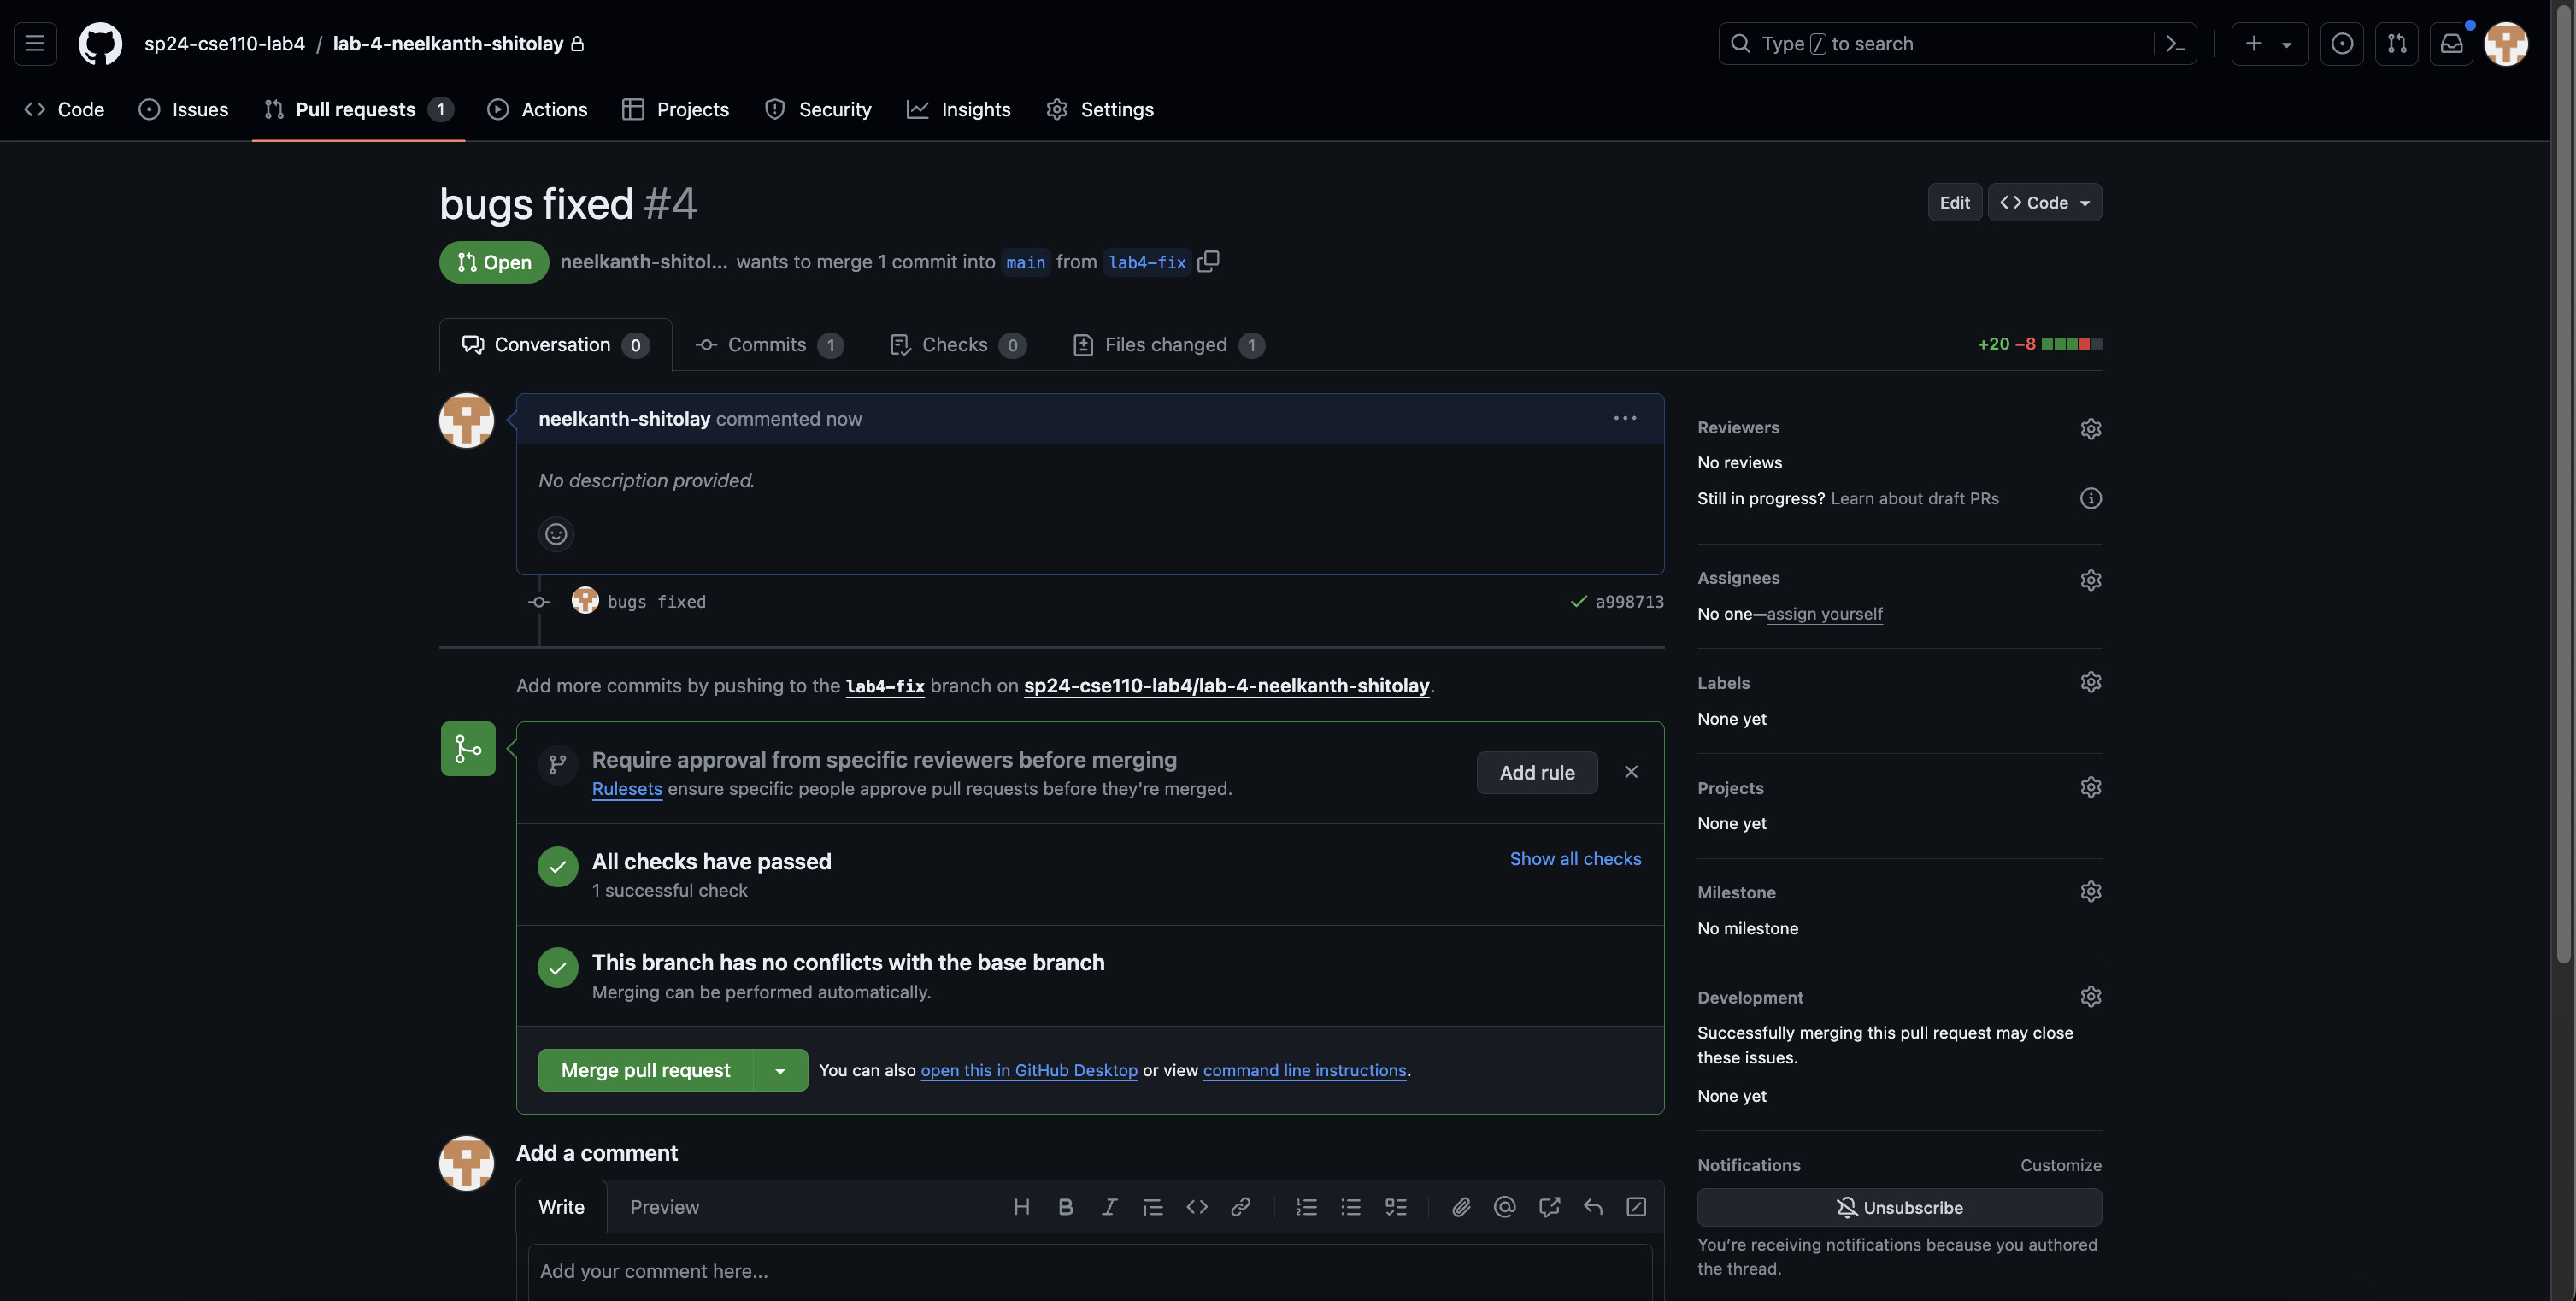 sp24-cse110-lab4 / lab-4-neelkanth-shitolay
Type / to search
Code Issues Pull requests 1 Actions Projects Security Insights Settings
bugs fixed #4
Edit Code
Open neelkanth-shitol... wants to merge 1 commit into main from lab4-fix
Conversation 0 Commits 1 Checks 0 Files changed 1
+20 −8
neelkanth-shitolay commented now
No description provided.
bugs fixed a998713
Add more commits by pushing to the lab4-fix branch on sp24-cse110-lab4/lab-4-neelkanth-shitolay.
Require approval from specific reviewers before merging
Rulesets ensure specific people approve pull requests before they're merged.
Add rule
All checks have passed
1 successful check
Show all checks
This branch has no conflicts with the base branch
Merging can be performed automatically.
Merge pull request You can also open this in GitHub Desktop or view command line instructions.
Add a comment
Write Preview
Add your comment here...
Reviewers
No reviews
Still in progress? Learn about draft PRs
Assignees
No one—assign yourself
Labels
None yet
Projects
None yet
Milestone
No milestone
Development
Successfully merging this pull request may close
these issues.
None yet
Notifications Customize
Unsubscribe
You’re receiving notifications because you authored
the thread.